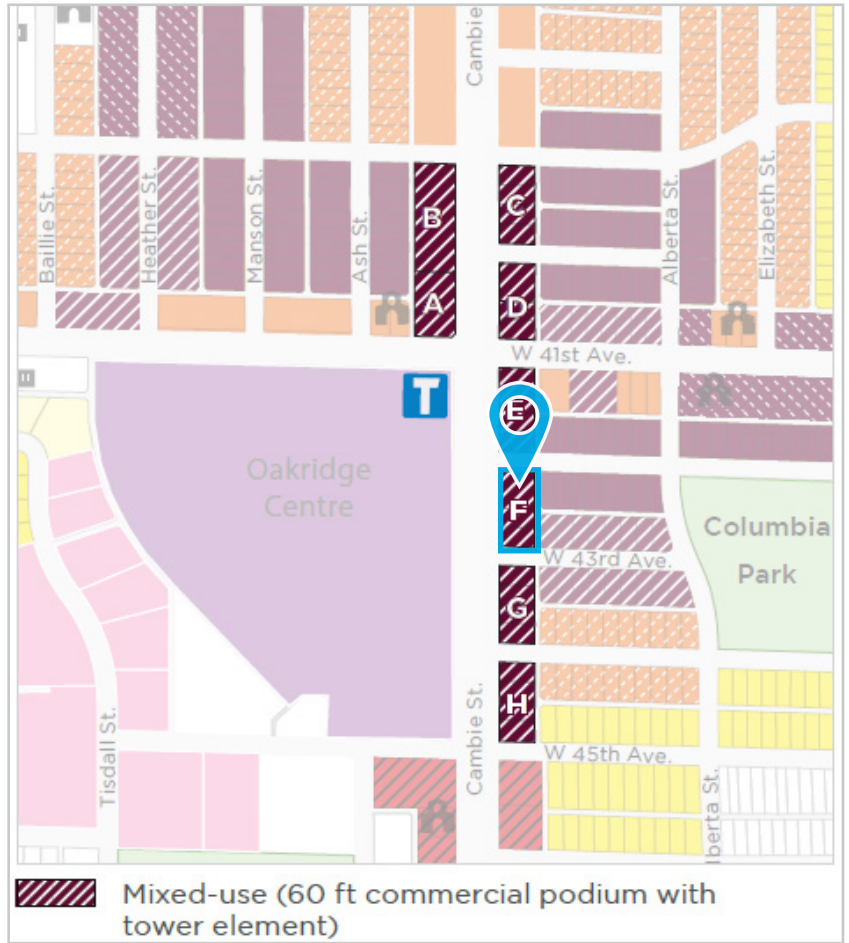 Cambie
B
A
C
D
Baillie St.
Heather St.
Manson St.
Ash St.
Alberta St.
Elizabeth St.
W 41st Ave.
T
E
F
Oakridge
Centre
Columbia
Park
W 43rd Ave.
G
H
Tisdall St.
Cambie St.
W 45th Ave.
lberta St.
Mixed-use (60 ft commercial podium with
tower element)